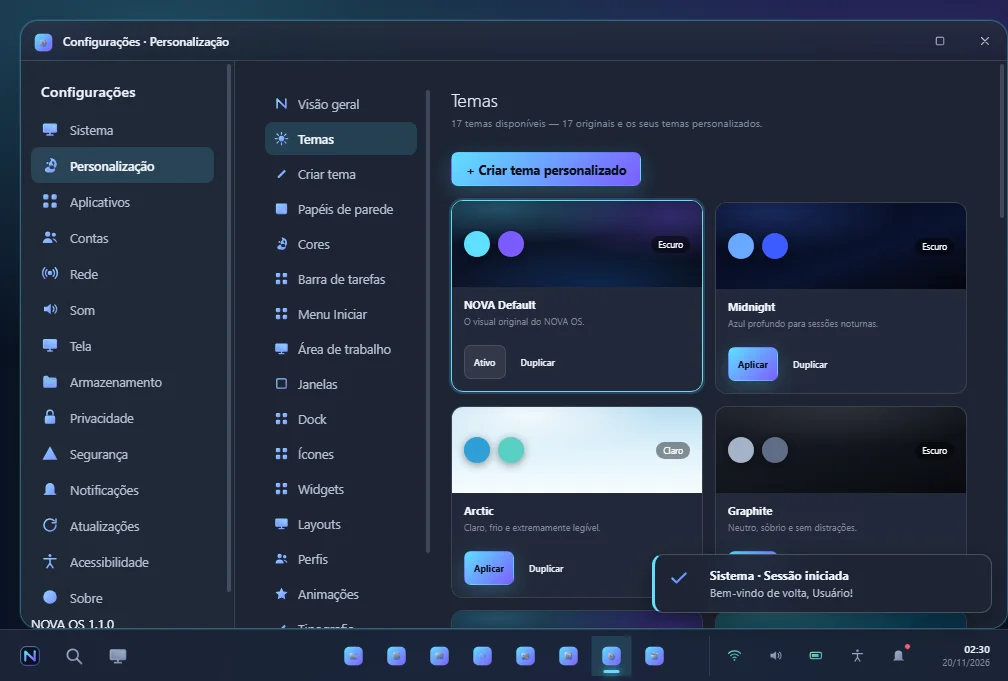 Configurações · Personalização
Configurações
Sistema
Personalização
Aplicativos
Contas
Rede
Som
Tela
Armazenamento
Privacidade
Segurança
Notificações
Atualizações
Acessibilidade
Sobre
NOVA OS 1.1.0
Visão geral
Temas
Criar tema
Papéis de parede
Cores
Barra de tarefas
Menu Iniciar
Área de trabalho
Janelas
Dock
Ícones
Widgets
Layouts
Perfis
Animações
Tipografia
Temas
17 temas disponíveis — 17 originais e os seus temas personalizados.
+ Criar tema personalizado
Escuro
NOVA Default
O visual original do NOVA OS.
Ativo Duplicar
Escuro
Midnight
Azul profundo para sessões noturnas.
Aplicar Duplicar
Claro
Arctic
Claro, frio e extremamente legível.
Aplicar Duplicar
Escuro
Graphite
Neutro, sóbrio e sem distrações.
Sistema · Sessão iniciada
Bem-vindo de volta, Usuário!
N
02:30
20/11/2026